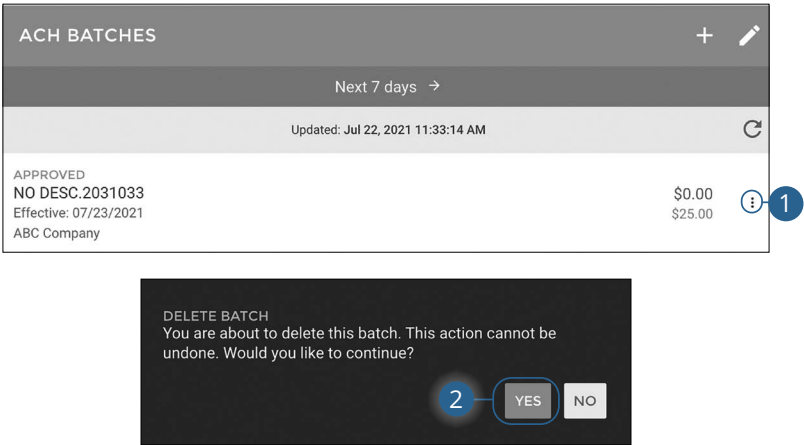 ACH BATCHES
Next 7 days →
Updated: Jul 22, 2021 11:33:14 AM
APPROVED
NO DESC.2031033
Effective: 07/23/2021
ABC Company
$0.00
$25.00
1
DELETE BATCH
You are about to delete this batch. This action cannot be
undone. Would you like to continue?
2
YES
NO